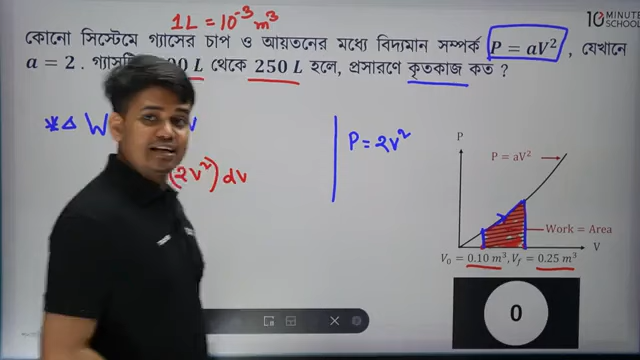 1L = 10⁻³ m³
10 MINUTE SCHOOL
কোনো সিস্টেমে গ্যাসের চাপ ও আয়তনের মধ্যে বিদ্যমান সম্পর্ক P = aV² , যেখানে
a = 2. 00 L থেকে 250 L হলে, প্রসারণে কৃতকাজ কত ?
W
P = 2V²
(2V²) dv
P
P = aV²
Work = Area
V
V₀ = 0.10 m³, V_f = 0.25 m³
0